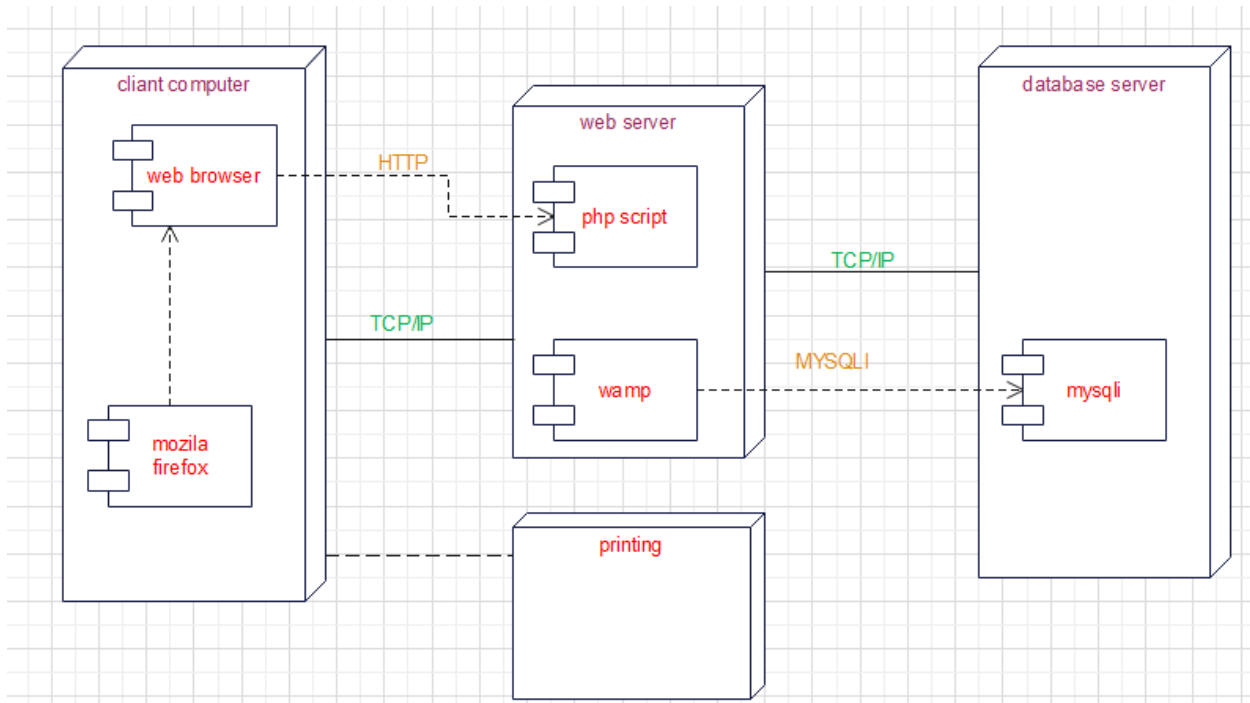 cliant computer
web browser
mozila
firefox
HTTP
TCP/IP
web server
php script
wamp
printing
TCP/IP
MYSQLI
database server
mysqli